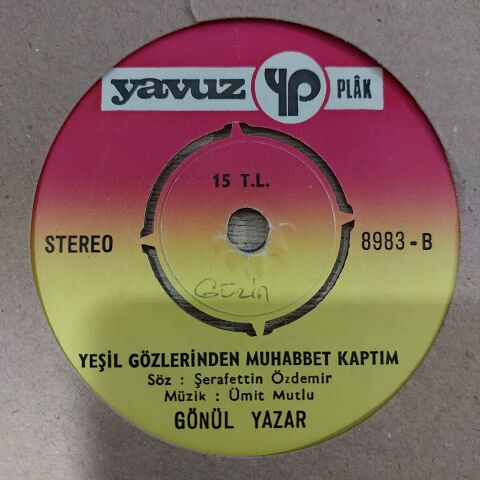 yavuz YP PLÂK
15 T.L.
STEREO 8983-B
Güzin
YEŞİL GÖZLERİNDEN MUHABBET KAPTIM
Söz : Şerafettin Özdemir
Müzik : Ümit Mutlu
GÖNÜL YAZAR